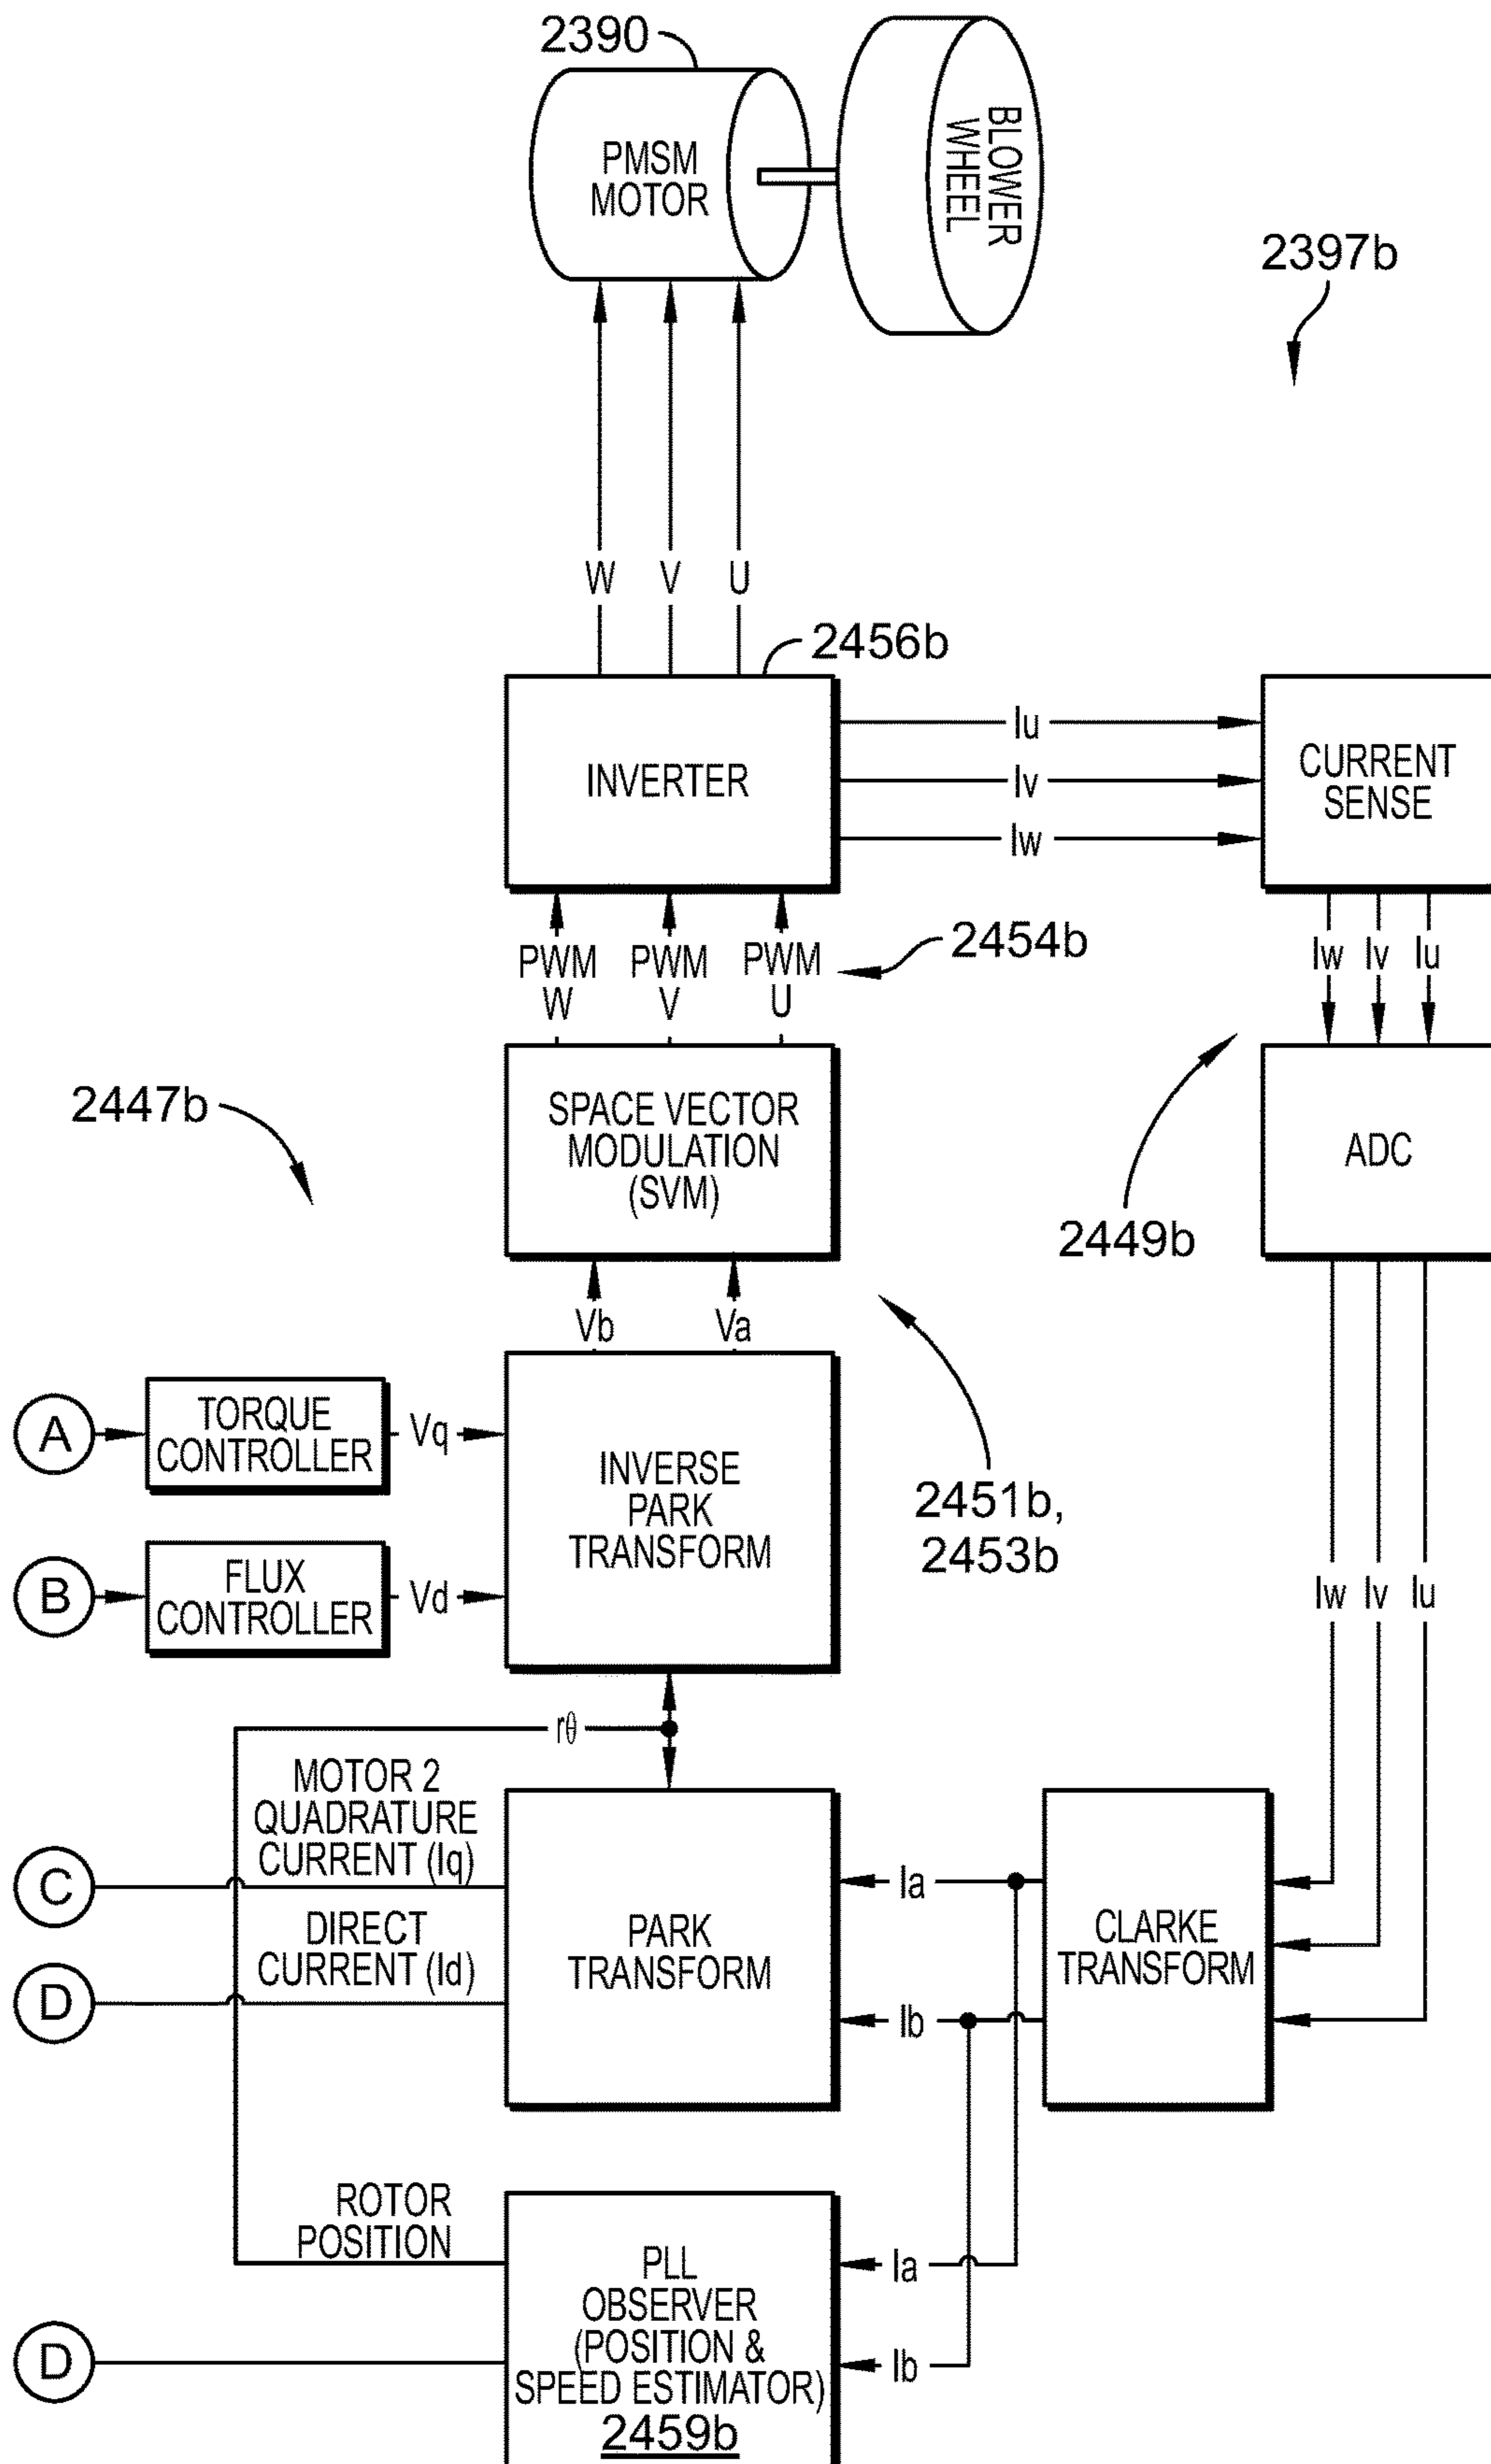 2390
PMSM
MOTOR
BLOWER
WHEEL
2397b
W V U
2456b
INVERTER
Iu
Iv
Iw
CURRENT
SENSE
PWM
W
PWM
V
PWM
U
2454b
Iw Iv Iu
2447b
SPACE VECTOR
MODULATION
(SVM)
2449b
ADC
Vb Va
A
TORQUE
CONTROLLER
Vq
INVERSE
PARK
TRANSFORM
2451b,
2453b
B
FLUX
CONTROLLER
Vd
Iw Iv Iu
rθ
MOTOR 2
QUADRATURE
CURRENT (Iq)
C
DIRECT
CURRENT (Id)
D
PARK
TRANSFORM
Ia
Ib
CLARKE
TRANSFORM
ROTOR
POSITION
D
PLL
OBSERVER
(POSITION &
SPEED ESTIMATOR)
2459b
Ia
Ib